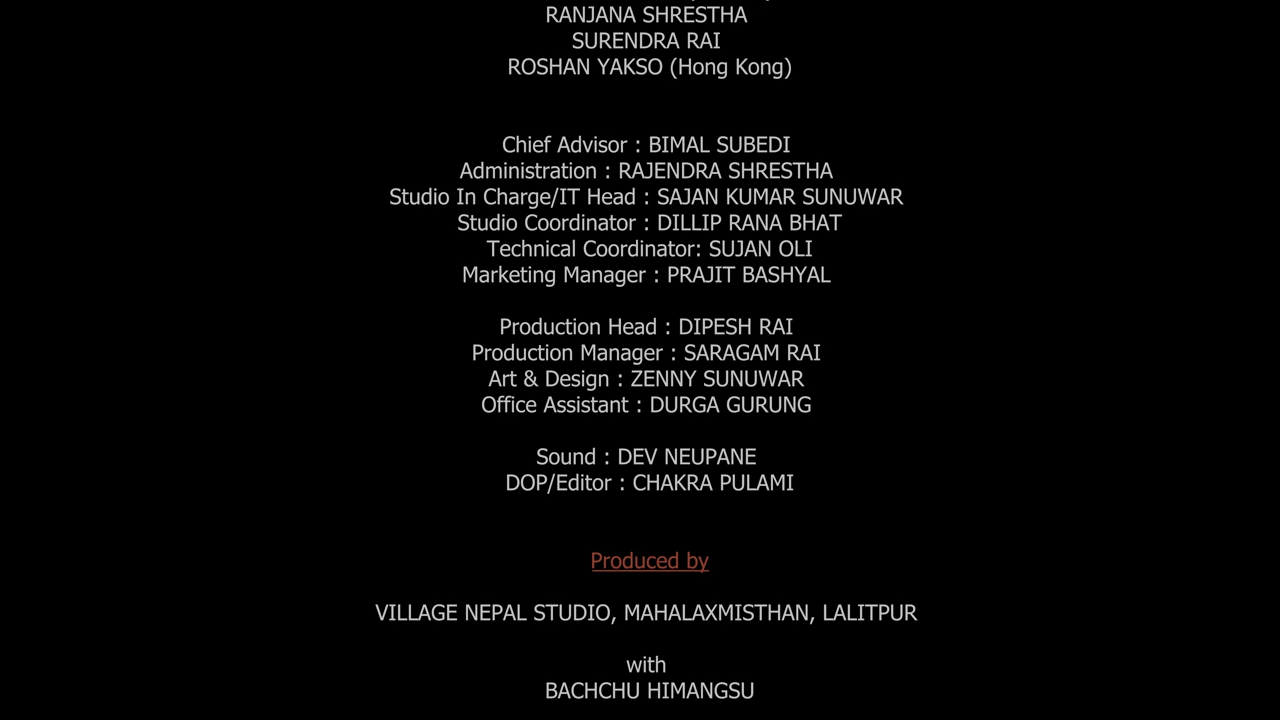 RANJANA SHRESTHA
SURENDRA RAI
ROSHAN YAKSO (Hong Kong)
Chief Advisor : BIMAL SUBEDI
Administration : RAJENDRA SHRESTHA
Studio In Charge/IT Head : SAJAN KUMAR SUNUWAR
Studio Coordinator : DILLIP RANA BHAT
Technical Coordinator: SUJAN OLI
Marketing Manager : PRAJIT BASHYAL
Production Head : DIPESH RAI
Production Manager : SARAGAM RAI
Art & Design : ZENNY SUNUWAR
Office Assistant : DURGA GURUNG
Sound : DEV NEUPANE
DOP/Editor : CHAKRA PULAMI
Produced by
VILLAGE NEPAL STUDIO, MAHALAXMISTHAN, LALITPUR
with
BACHCHU HIMANGSU